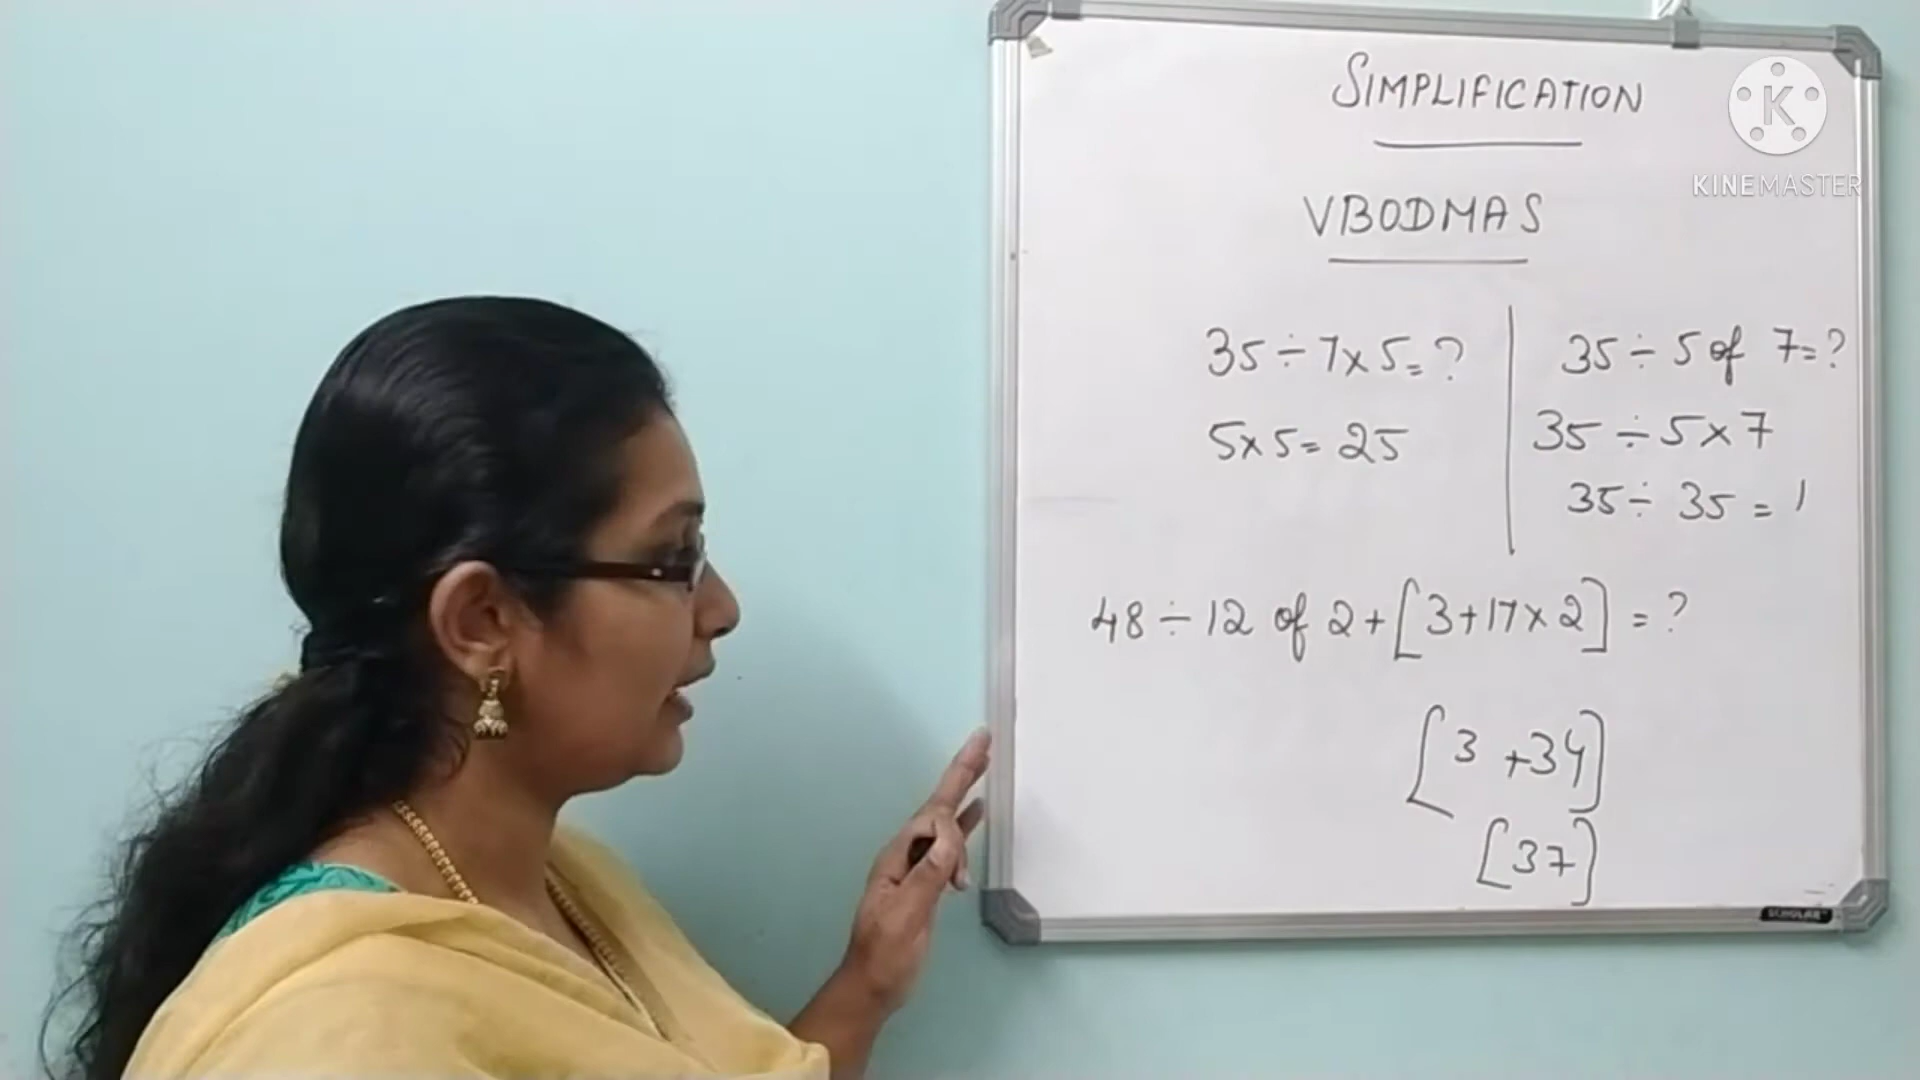 SIMPLIFICATION
KINEMASTER
VBODMAS
35 ÷ 7 x 5 = ?
5 x 5 = 25
35 ÷ 5 of 7 = ?
35 ÷ 5 x 7
35 ÷ 35 = 1
48 ÷ 12 of 2 + [3+17 x 2] = ?
[3 +34]
[37]
SCHOLAR